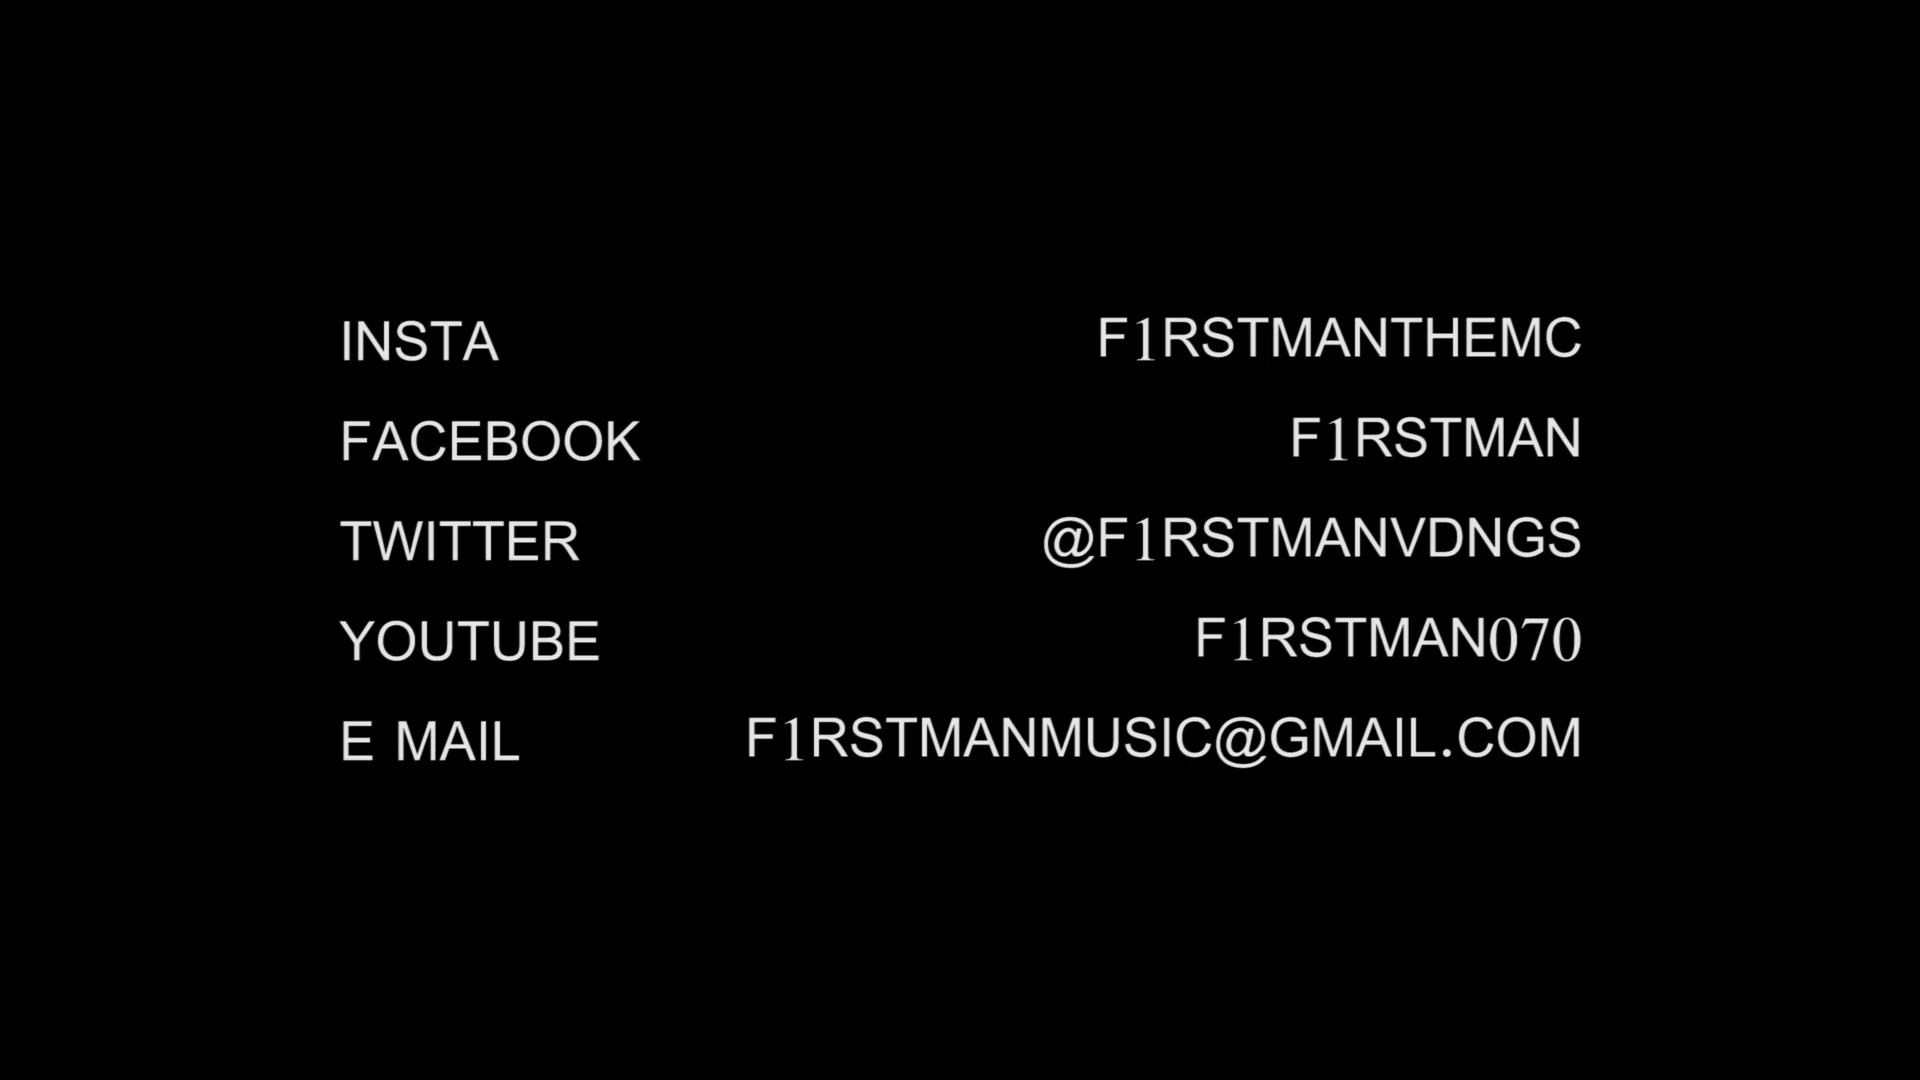 INSTA F1RSTMANTHEMC
FACEBOOK F1RSTMAN
TWITTER @F1RSTMANVDNGS
YOUTUBE F1RSTMAN070
E MAIL F1RSTMANMUSIC@GMAIL.COM